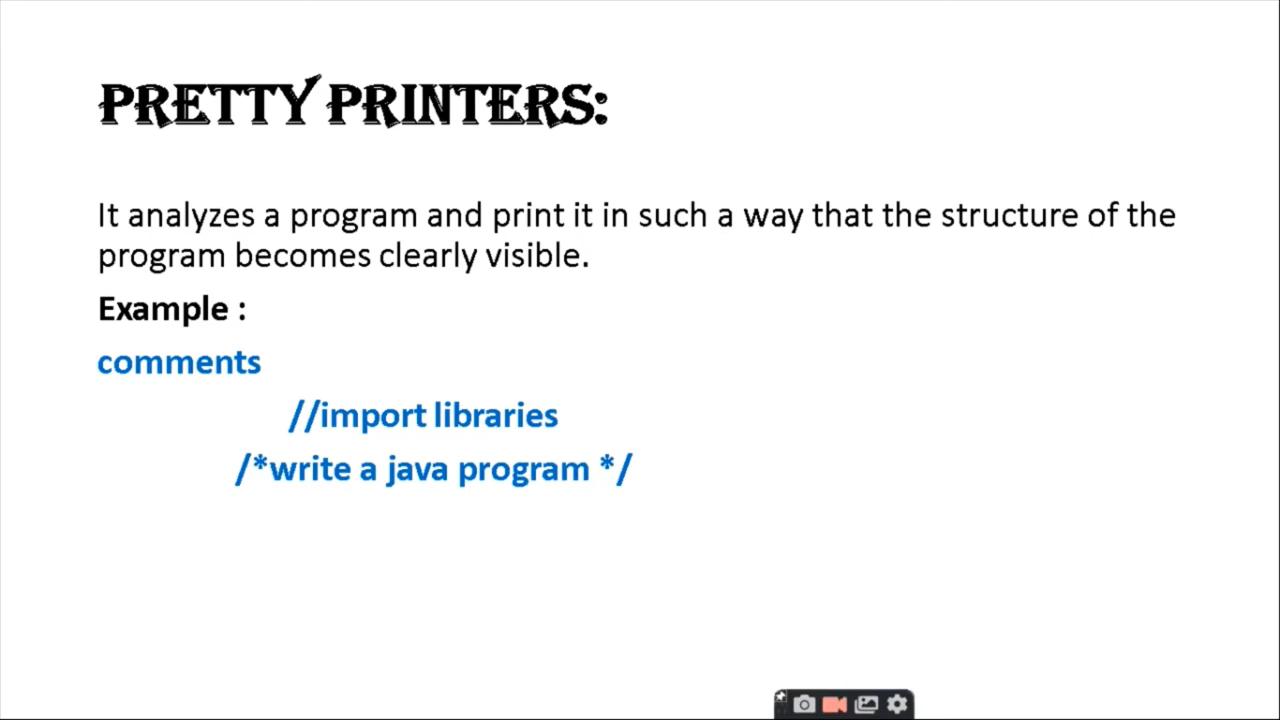 PRETTY PRINTERS:
It analyzes a program and print it in such a way that the structure of the
program becomes clearly visible.
Example :
comments
//import libraries
/*write a java program */